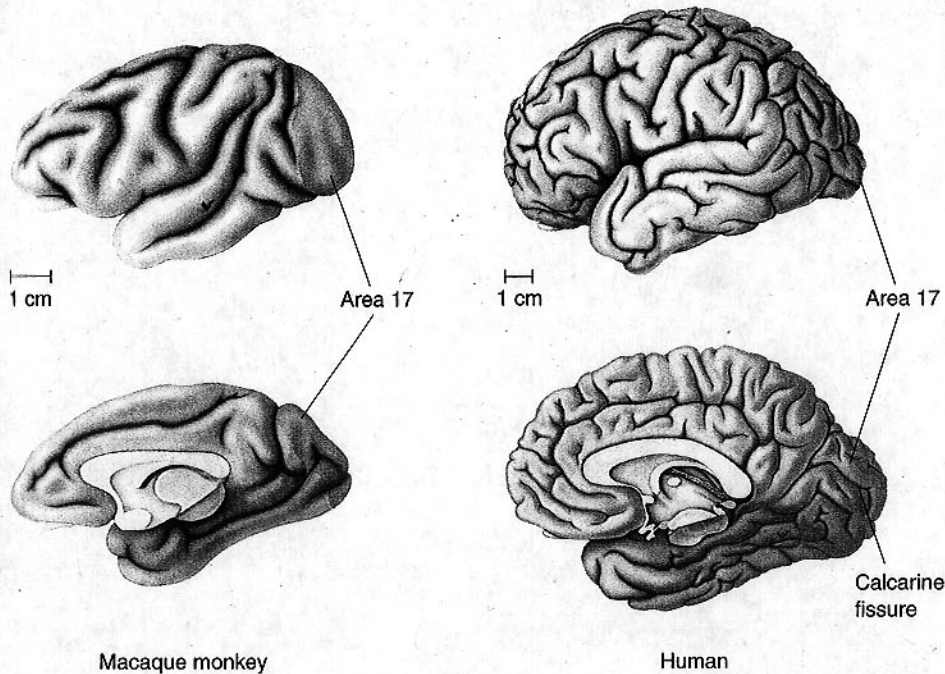 1 cm
Area 17
1 cm
Area 17
Calcarine
fissure
Macaque monkey
Human